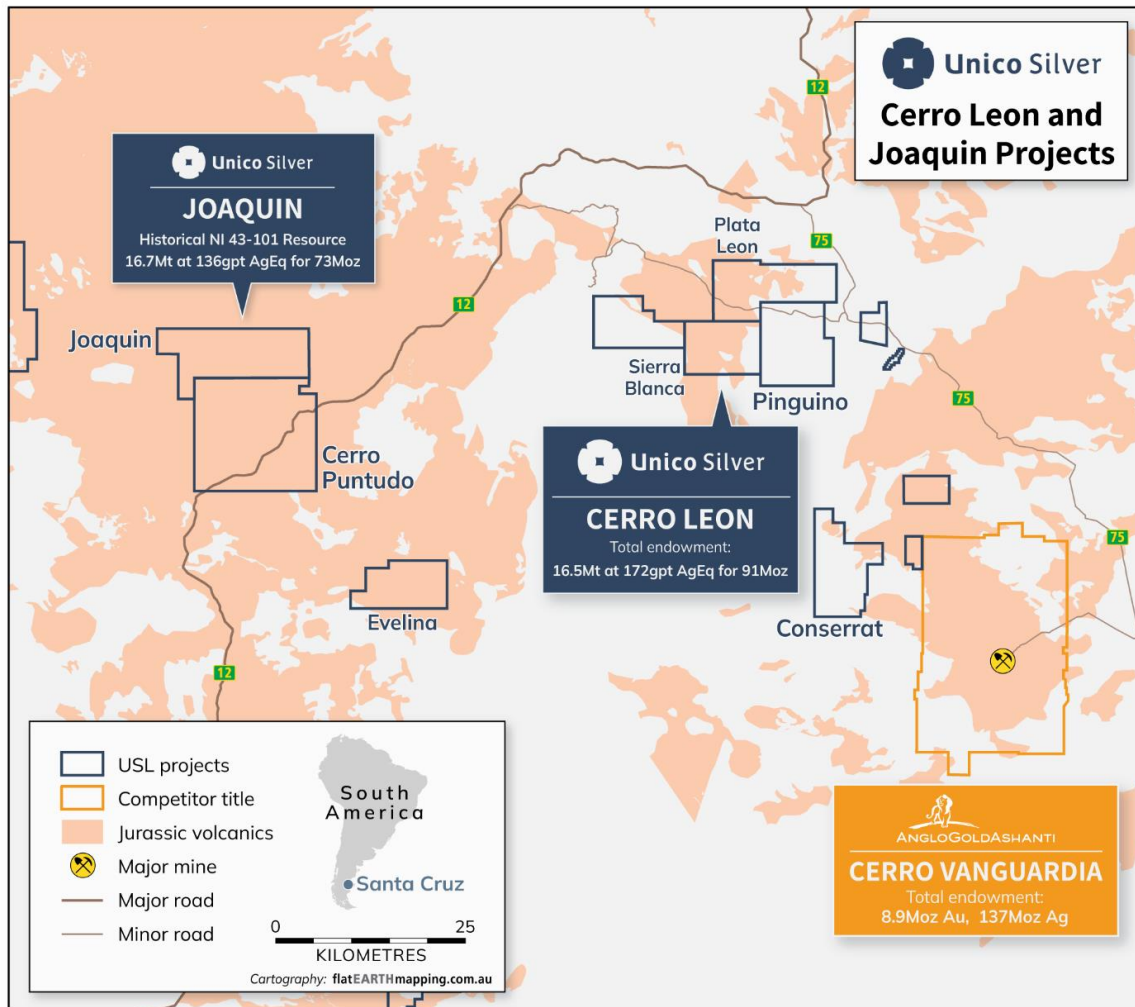 Unico Silver
Cerro Leon and
Joaquin Projects
12
Unico Silver
JOAQUIN
Historical NI 43-101 Resource
16.7Mt at 136gpt AgEq for 73Moz
Plata
Leon
75
12
Joaquin
Sierra
Blanca
Pinguino
75
Cerro
Puntudo
Unico Silver
CERRO LEON
Total endowment:
16.5Mt at 172gpt AgEq for 91Moz
75
Evelina
Conserrat
12
USL projects
Competitor title
Jurassic volcanics
Major mine
Major road
Minor road
South
America
Santa Cruz
0 25
KILOMETRES
Cartography: flatEARTHmapping.com.au
ANGLOGOLDASHANTI
CERRO VANGUARDIA
Total endowment:
8.9Moz Au, 137Moz Ag